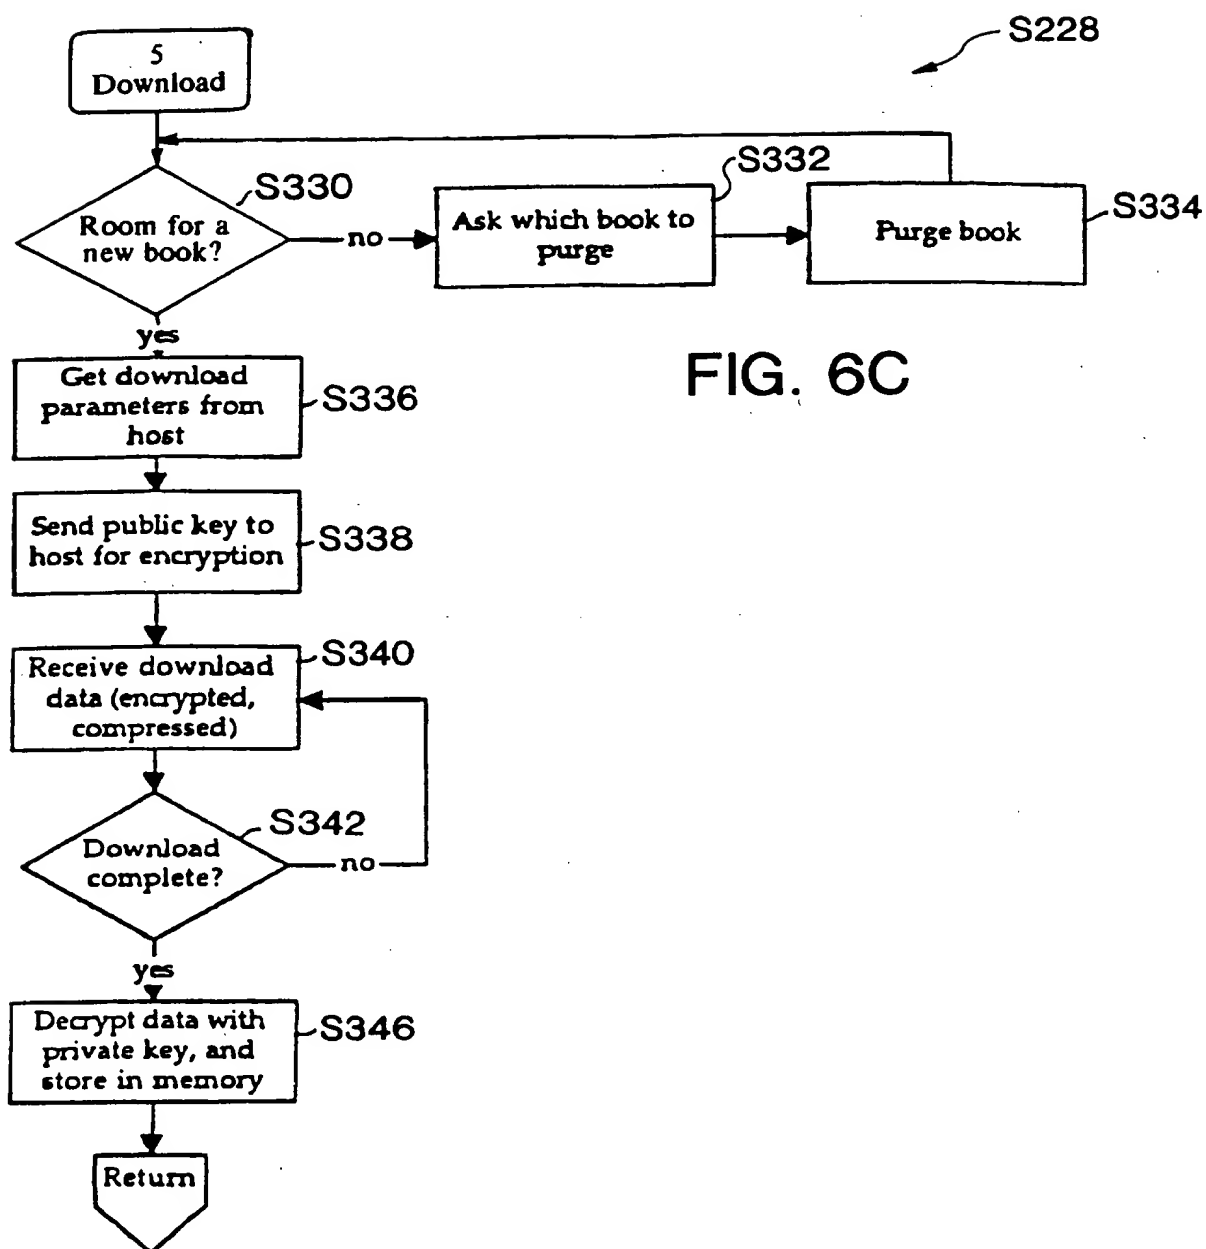 S228
5
Download
S330
Room for a
new book?
no
S332
Ask which book to
purge
S334
Purge book
yes
FIG. 6C
Get download
parameters from
host
S336
Send public key to
host for encryption
S338
Receive download
data (encrypted,
compressed)
S340
S342
Download
complete?
no
yes
Decrypt data with
private key, and
store in memory
S346
Return